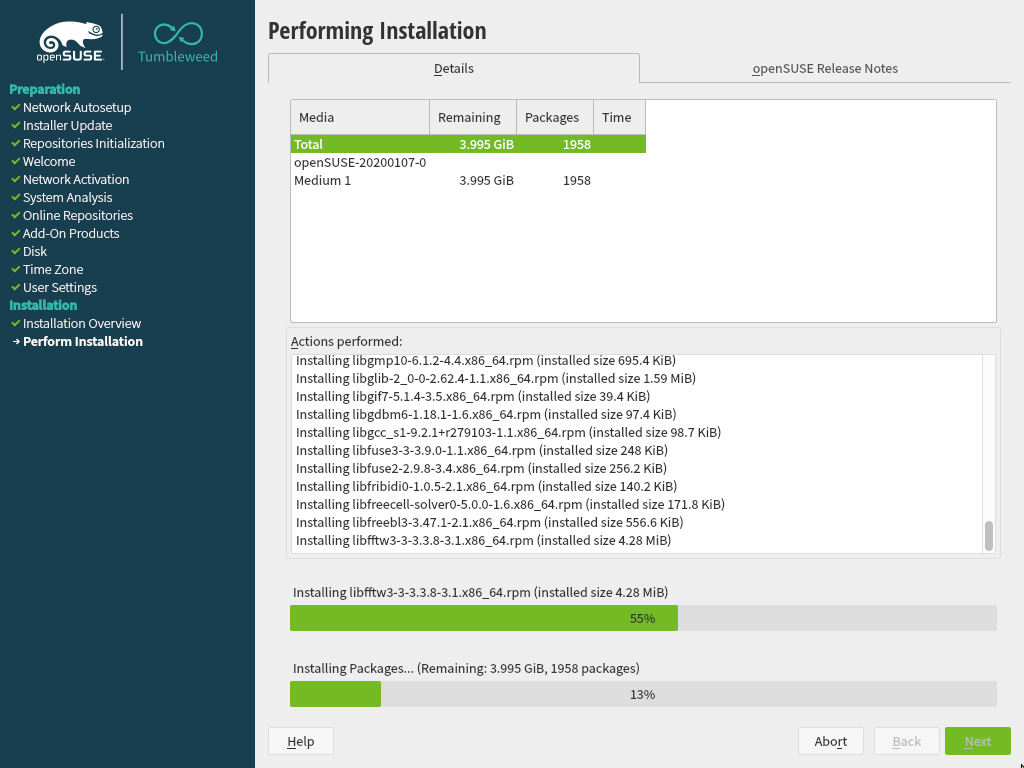 openSUSE
Tumbleweed
Preparation
Network Autosetup
Installer Update
Repositories Initialization
Welcome
Network Activation
System Analysis
Online Repositories
Add-On Products
Disk
Time Zone
User Settings
Installation
Installation Overview
Perform Installation
Performing Installation
Details openSUSE Release Notes
Media Remaining Packages Time
Total 3.995 GiB 1958
openSUSE-20200107-0
Medium 1 3.995 GiB 1958
Actions performed:
Installing libgmp10-6.1.2-4.4.x86_64.rpm (installed size 695.4 KiB)
Installing libglib-2_0-0-2.62.4-1.1.x86_64.rpm (installed size 1.59 MiB)
Installing libgif7-5.1.4-3.5.x86_64.rpm (installed size 39.4 KiB)
Installing libgdbm6-1.18.1-1.6.x86_64.rpm (installed size 97.4 KiB)
Installing libgcc_s1-9.2.1+r279103-1.1.x86_64.rpm (installed size 98.7 KiB)
Installing libfuse3-3-3.9.0-1.1.x86_64.rpm (installed size 248 KiB)
Installing libfuse2-2.9.8-3.4.x86_64.rpm (installed size 256.2 KiB)
Installing libfribidi0-1.0.5-2.1.x86_64.rpm (installed size 140.2 KiB)
Installing libfreecell-solver0-5.0.0-1.6.x86_64.rpm (installed size 171.8 KiB)
Installing libfreebl3-3.47.1-2.1.x86_64.rpm (installed size 556.6 KiB)
Installing libfftw3-3-3.3.8-3.1.x86_64.rpm (installed size 4.28 MiB)
Installing libfftw3-3-3.3.8-3.1.x86_64.rpm (installed size 4.28 MiB)
55%
Installing Packages... (Remaining: 3.995 GiB, 1958 packages)
13%
Help Abort Back Next